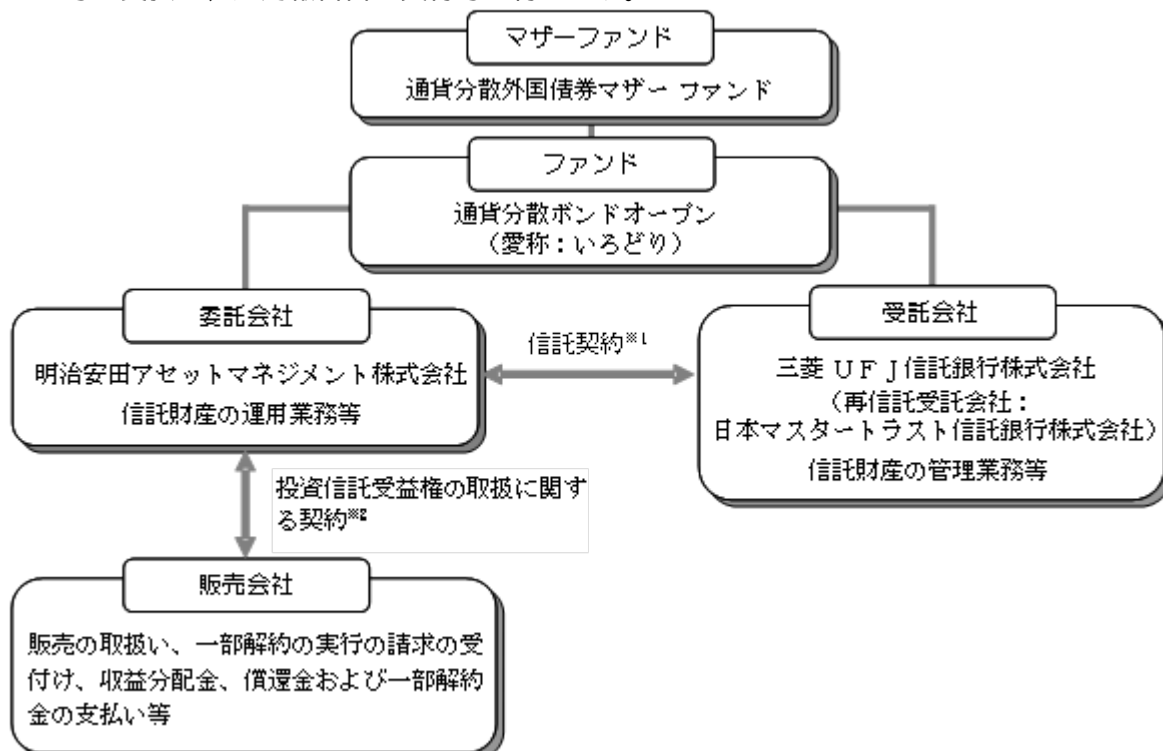 マザーファンド
通貨分散外国債券マザーファンド
ファンド
通貨分散ボンドオープン
（愛称：いろどり）
委託会社
明治安田アセットマネジメント株式会社
信託財産の運用業務等
信託契約※1
受託会社
三菱ＵＦＪ信託銀行株式会社
（再信託受託会社：
日本マスタートラスト信託銀行株式会社）
信託財産の管理業務等
投資信託受益権の取扱に関す
る契約※2
販売会社
販売の取扱い、一部解約の実行の請求の受
付け、収益分配金、償還金および一部解約
金の支払い等